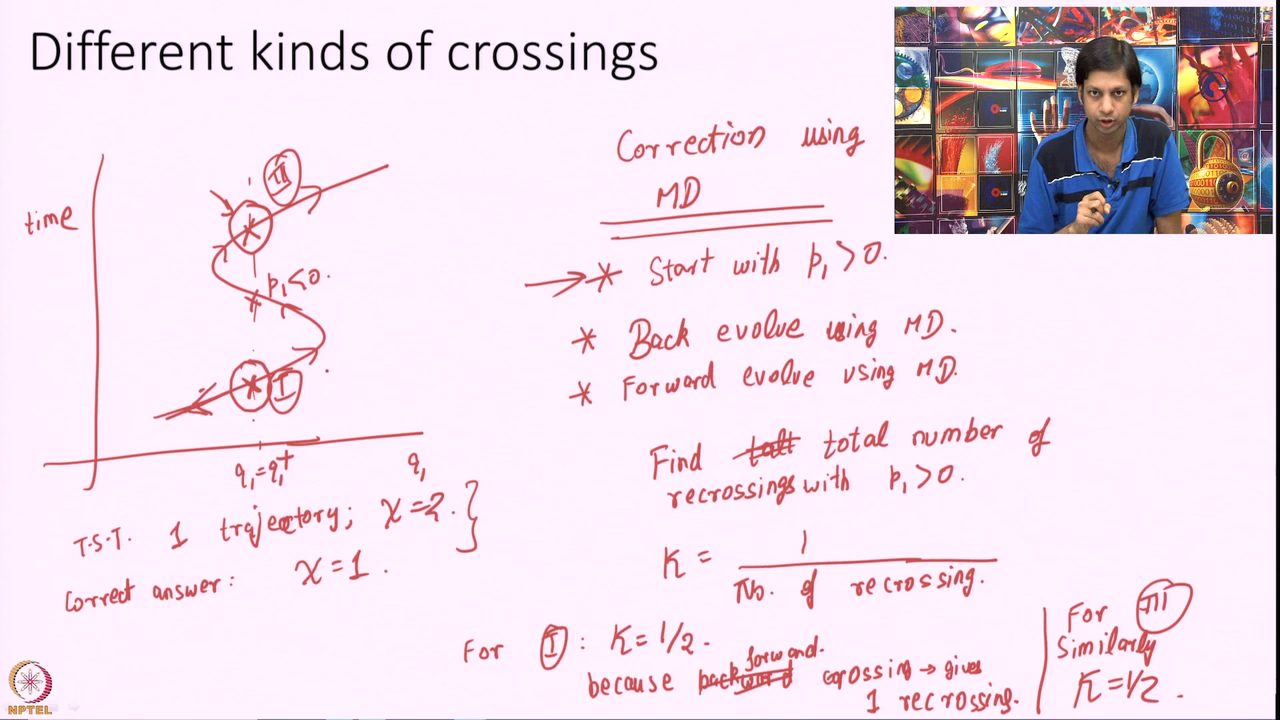 Different kinds of crossings
Correction using
MD
* Start with p₁ > 0.
* Back evolve using MD.
* Forward evolve using MD.
Find total number of
recrossings with p₁ > 0.
K = 1 / No. of recrossing.
For I : K = 1/2.
because forward crossing → gives
1 recrossing.
For III
Similarly
K = 1/2.
time
III
p₁ < 0.
I
q₁ = q₁‡
q₁
T.S.T. 1 trajectory; χ = 2.
Correct answer: χ = 1.
NPTEL